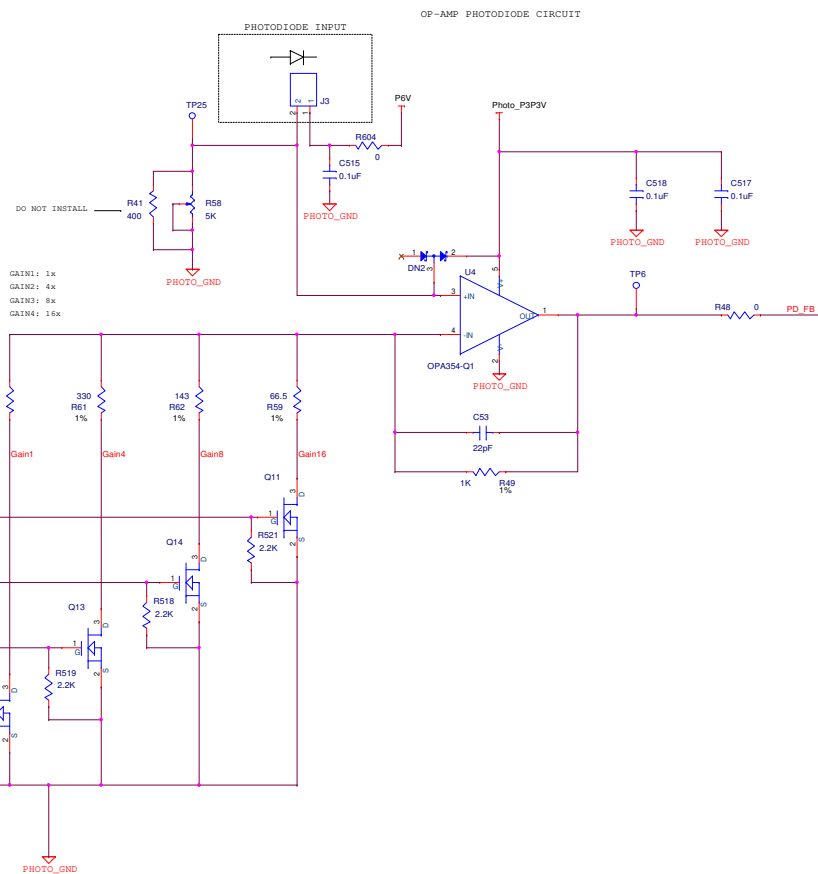 OP-AMP PHOTODIODE CIRCUIT
PHOTODIODE INPUT
J3
2
1
2
1
TP25
P6V
Photo_P3P3V
R604
0
C515
0.1uF
PHOTO_GND
R41
400
R58
5K
DO NOT INSTALL
PHOTO_GND
C518
0.1uF
C517
0.1uF
PHOTO_GND
PHOTO_GND
1
2
DN2
3
U4
5
V+
TP6
GAIN1: 1x
GAIN2: 4x
GAIN3: 8x
GAIN4: 16x
3
+IN
1
OUT
R48
0
PD_FB
4
-IN
V-
2
OPA354-Q1
PHOTO_GND
330
R61
1%
143
R62
1%
66.5
R59
1%
C53
22pF
Gain1
Gain4
Gain8
Gain16
1K
R49
1%
Q11
3
D
1
G
2
S
R521
2.2K
Q14
3
D
1
G
2
S
R518
2.2K
Q13
3
D
1
G
2
S
R519
2.2K
3
D
2
S
PHOTO_GND